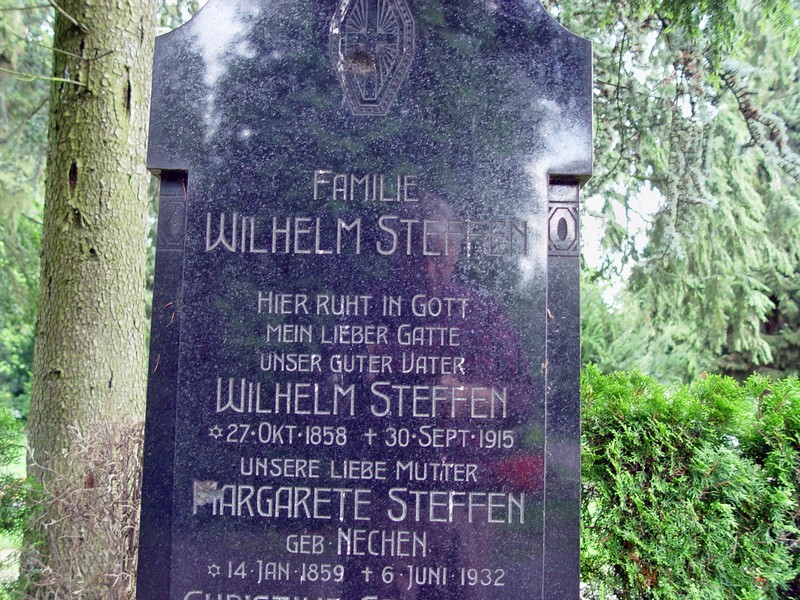 FAMILIE
WILHELM STEFFEN
HIER RUHT IN GOTT
MEIN LIEBER GATTE
UNSER GUTER VATER
WILHELM STEFFEN
✡ 27·OKT·1858 ✝ 30·SEPT·1915
UNSERE LIEBE MUTTER
MARGARETE STEFFEN
GEB·NECHEN·
✡ 14·JAN·1859 ✝ 6·JUNI·1932